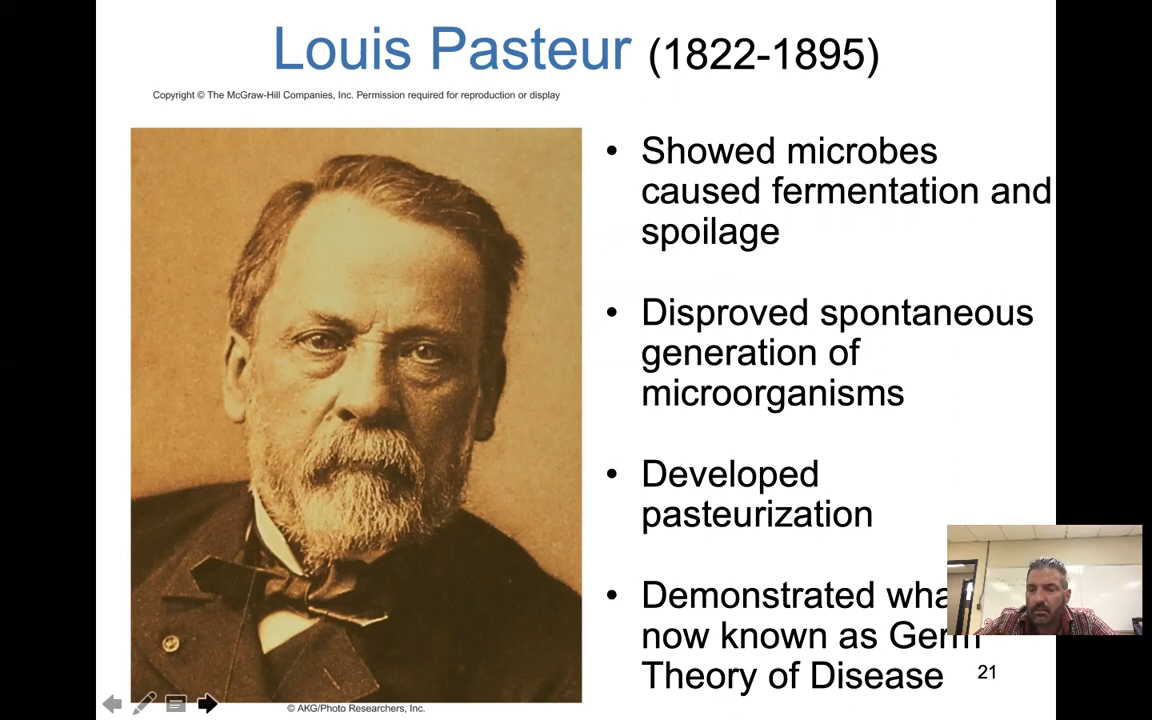 Louis Pasteur (1822-1895)
Copyright © The McGraw-Hill Companies, Inc. Permission required for reproduction or display
• Showed microbes
caused fermentation and
spoilage
• Disproved spontaneous
generation of
microorganisms
• Developed
pasteurization
• Demonstrated
now known as Germ
Theory of Disease
21
© AKG/Photo Researchers, Inc.